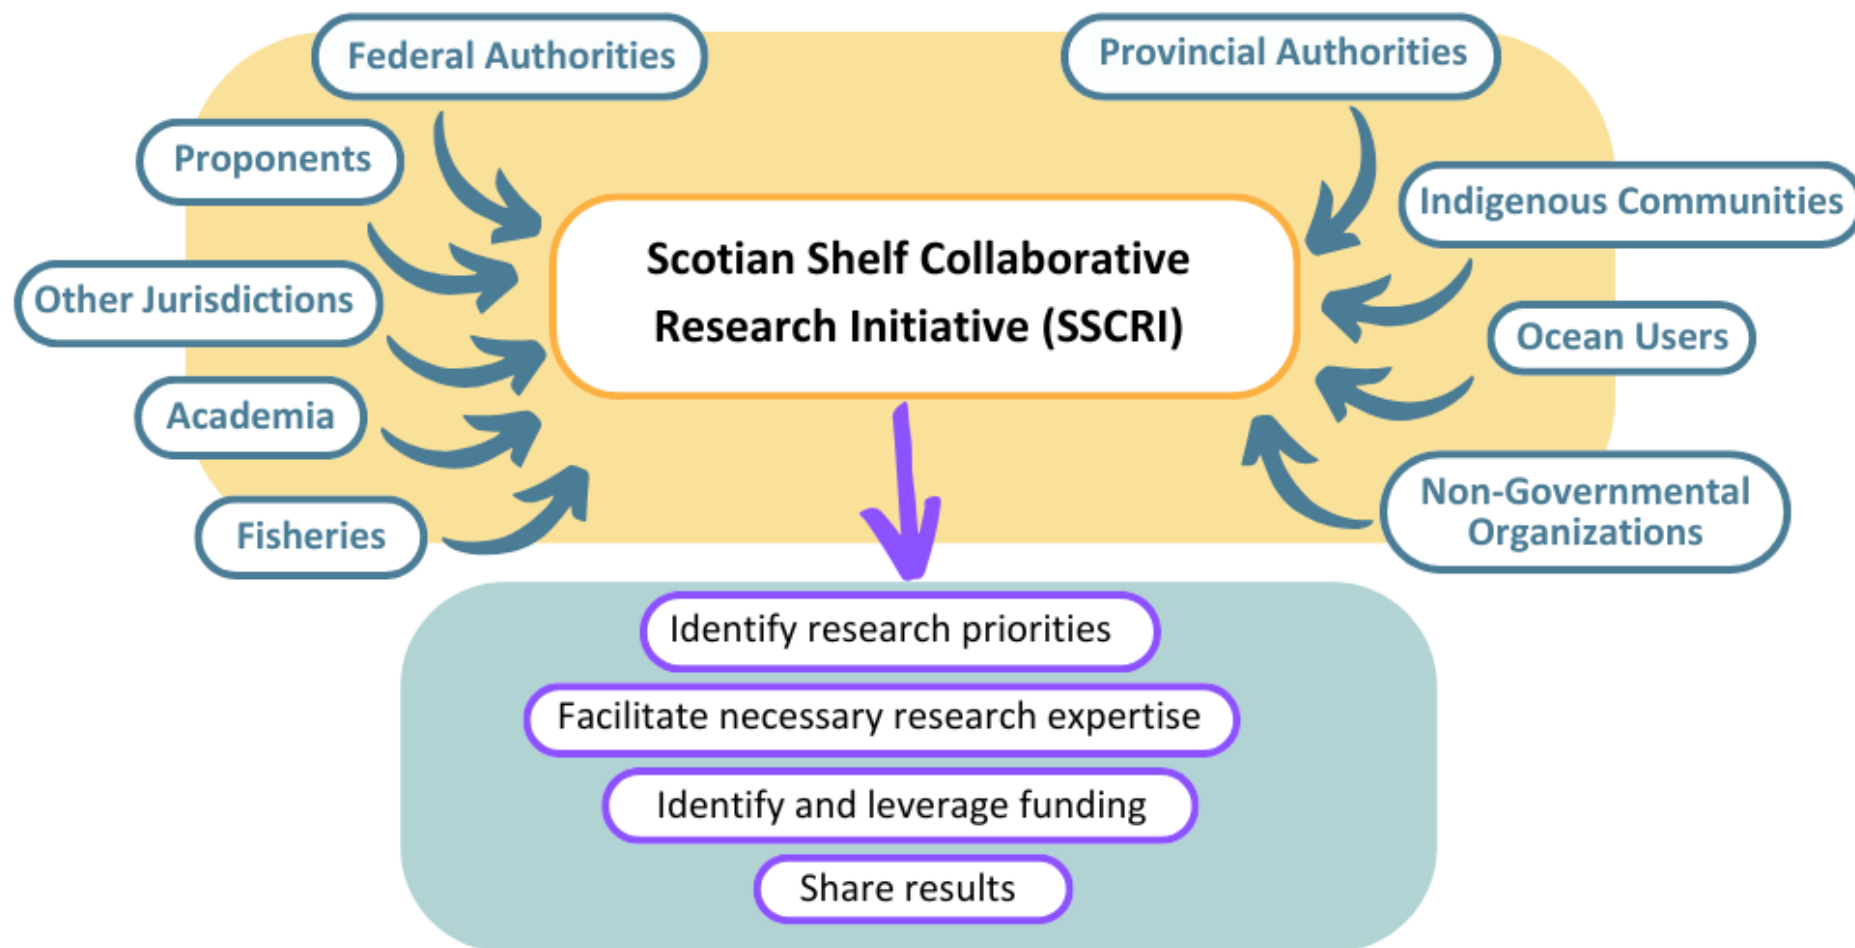 Federal Authorities
Provincial Authorities
Proponents
Indigenous Communities
Other Jurisdictions
Scotian Shelf Collaborative
Research Initiative (SSCRI)
Ocean Users
Academia
Fisheries
Non-Governmental
Organizations
Identify research priorities
Facilitate necessary research expertise
Identify and leverage funding
Share results